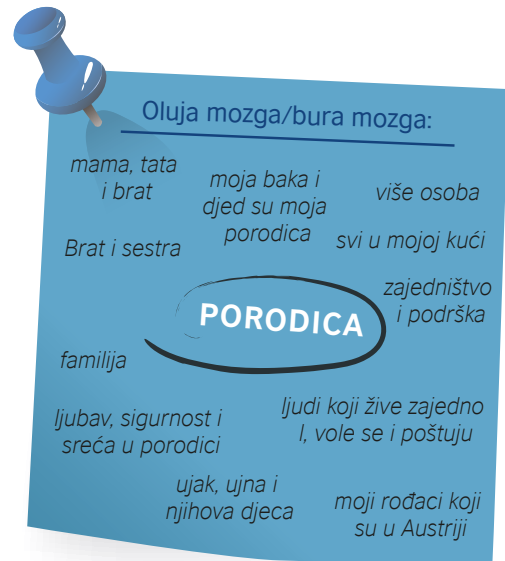 Oluja mozga/bura mozga:
mama, tata
i brat
moja baka i
djed su moja
porodica
više osoba
Brat i sestra
svi u mojoj kući
zajedništvo
i podrška
PORODICA
familija
ljubav, sigurnost i
sreća u porodici
ljudi koji žive zajedno
I, vole se i poštuju
ujak, ujna i
njihova djeca
moji rođaci koji
su u Austriji